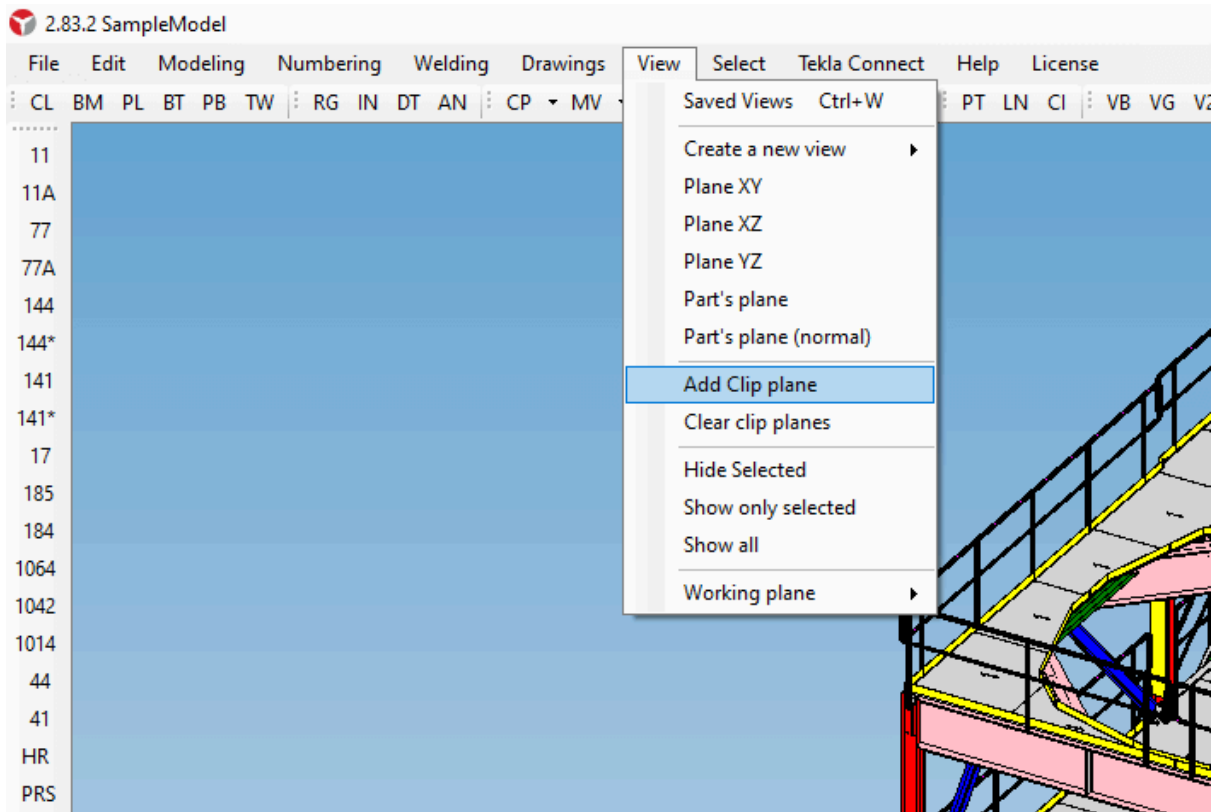 2.83.2 SampleModel
File Edit Modeling Numbering Welding Drawings View Select Tekla Connect Help License
CL BM PL BT PB TW RG IN DT AN CP MV PT LN CI VB VG
Saved Views Ctrl+W
Create a new view
Plane XY
Plane XZ
Plane YZ
Part's plane
Part's plane (normal)
Add Clip plane
Clear clip planes
Hide Selected
Show only selected
Show all
Working plane
11
11A
77
77A
144
144*
141
141*
17
185
184
1064
1042
1014
44
41
HR
PRS